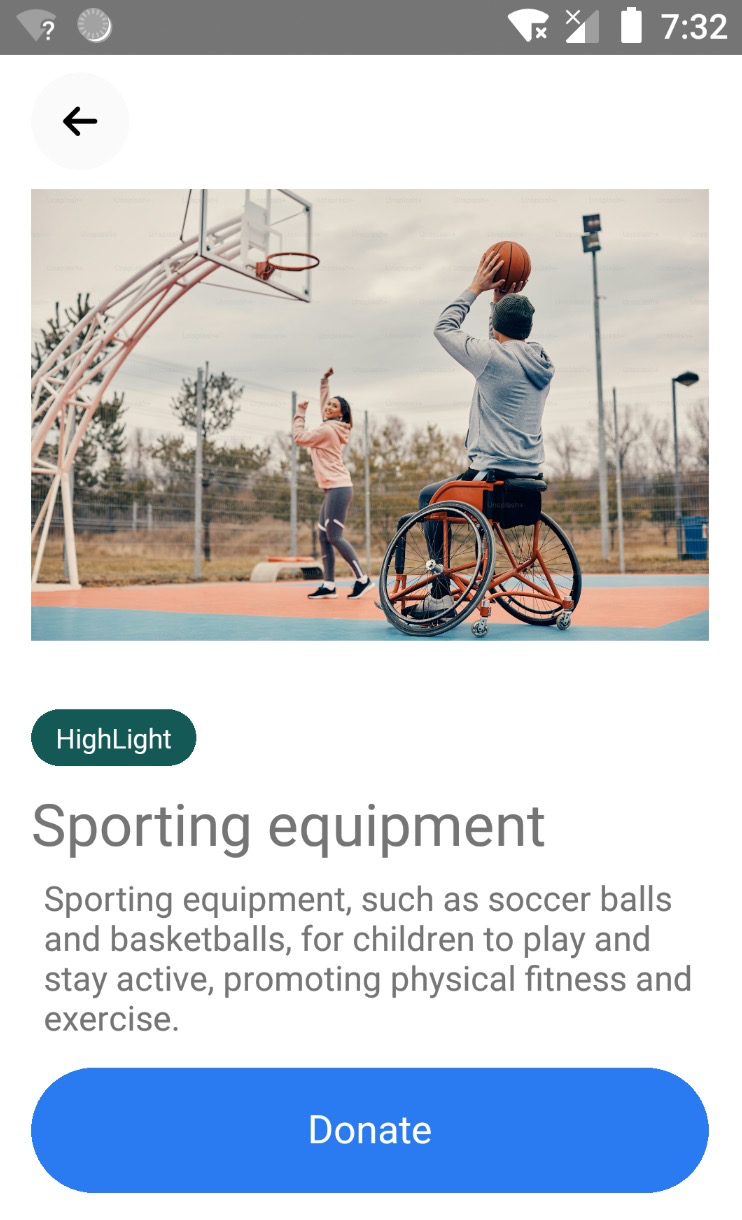 7:32
HighLight
Sporting equipment
Sporting equipment, such as soccer balls
and basketballs, for children to play and
stay active, promoting physical fitness and
exercise.
Donate